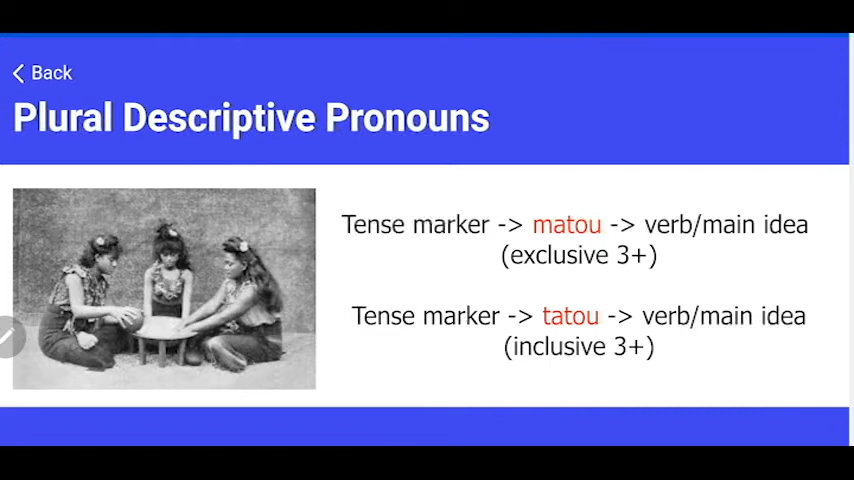 Back
Plural Descriptive Pronouns
Tense marker -> matou -> verb/main idea
(exclusive 3+)
Tense marker -> tatou -> verb/main idea
(inclusive 3+)